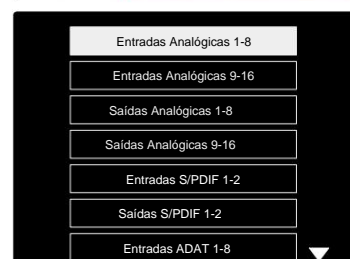 Entradas Analógicas 1-8
Entradas Analógicas 9-16
Saídas Analógicas 1-8
Saídas Analógicas 9-16
Entradas S/PDIF 1-2
Saídas S/PDIF 1-2
Entradas ADAT 1-8